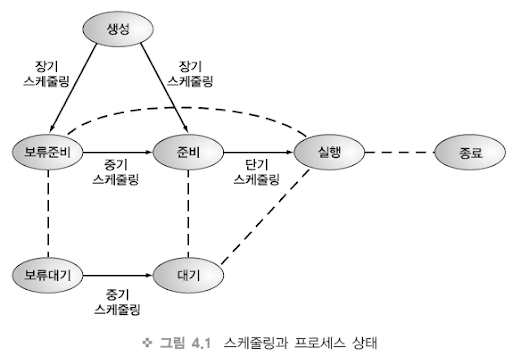 생성
장기
스케줄링
장기
스케줄링
보류준비
준비
실행
종료
중기
스케줄링
단기
스케줄링
보류대기
대기
중기
스케줄링
❖ 그림 4.1 스케줄링과 프로세스 상태